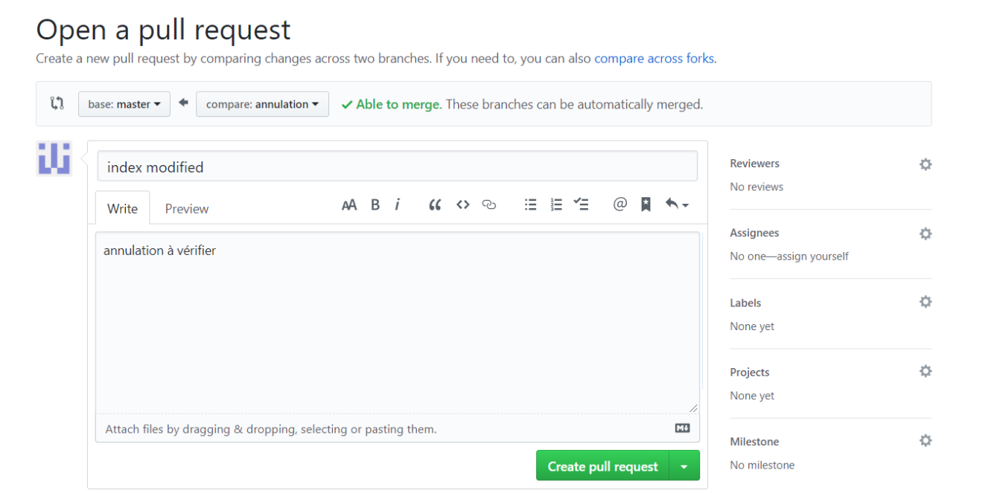 Open a pull request
Create a new pull request by comparing changes across two branches. If you need to, you can also compare across forks.
base: master compare: annulation Able to merge. These branches can be automatically merged.
index modified
Write Preview
AA B i
annulation à vérifier
Attach files by dragging & dropping, selecting or pasting them.
Create pull request
Reviewers
No reviews
Assignees
No one—assign yourself
Labels
None yet
Projects
None yet
Milestone
No milestone